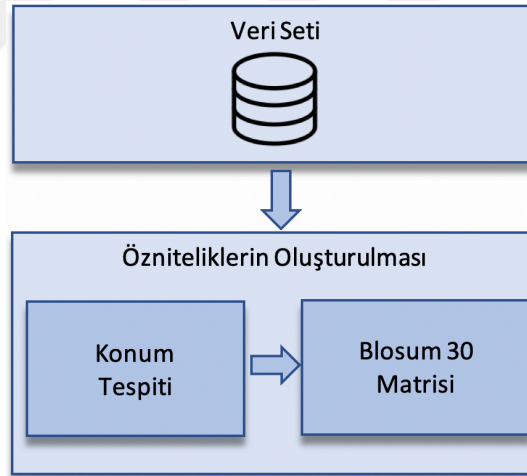 Veri Seti
Özniteliklerin Oluşturulması
Konum
Tespiti
Blosum 30
Matrisi